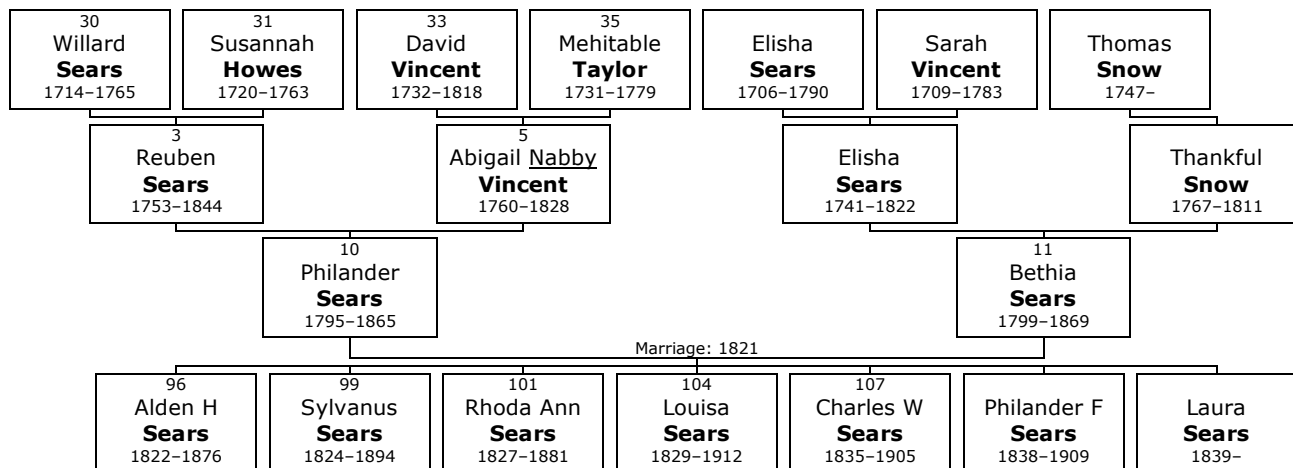 30
Willard
Sears
1714–1765
31
Susannah
Howes
1720–1763
33
David
Vincent
1732–1818
35
Mehitable
Taylor
1731–1779
Elisha
Sears
1706–1790
Sarah
Vincent
1709–1783
Thomas
Snow
1747–
3
Reuben
Sears
1753–1844
5
Abigail Nabby
Vincent
1760–1828
Elisha
Sears
1741–1822
Thankful
Snow
1767–1811
10
Philander
Sears
1795–1865
11
Bethia
Sears
1799–1869
Marriage: 1821
96
Alden H
Sears
1822–1876
99
Sylvanus
Sears
1824–1894
101
Rhoda Ann
Sears
1827–1881
104
Louisa
Sears
1829–1912
107
Charles W
Sears
1835–1905
Philander F
Sears
1838–1909
Laura
Sears
1839–